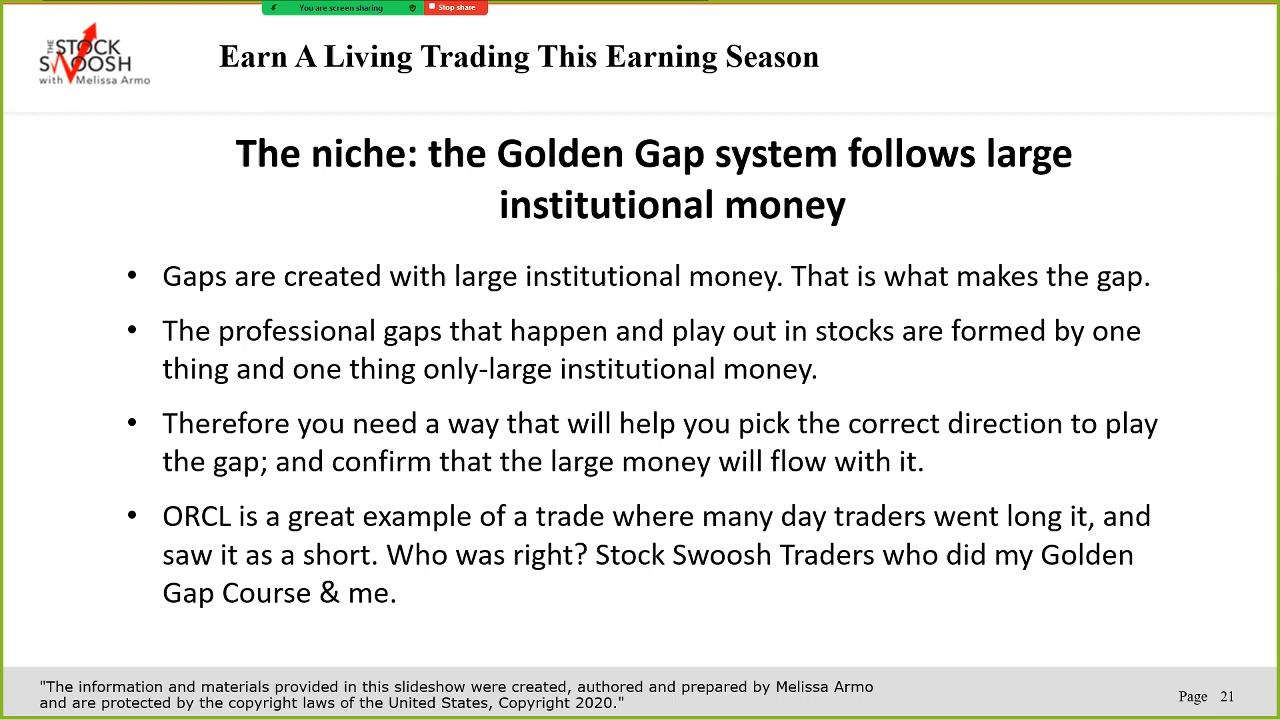 You are screen sharing
Stop share
THE STOCK
SWOOSH
with Melissa Armo
Earn A Living Trading This Earning Season
The niche: the Golden Gap system follows large
institutional money
• Gaps are created with large institutional money. That is what makes the gap.
• The professional gaps that happen and play out in stocks are formed by one
thing and one thing only-large institutional money.
• Therefore you need a way that will help you pick the correct direction to play
the gap; and confirm that the large money will flow with it.
• ORCL is a great example of a trade where many day traders went long it, and
saw it as a short. Who was right? Stock Swoosh Traders who did my Golden
Gap Course & me.
"The information and materials provided in this slideshow were created, authored and prepared by Melissa Armo
and are protected by the copyright laws of the United States, Copyright 2020."
Page 21